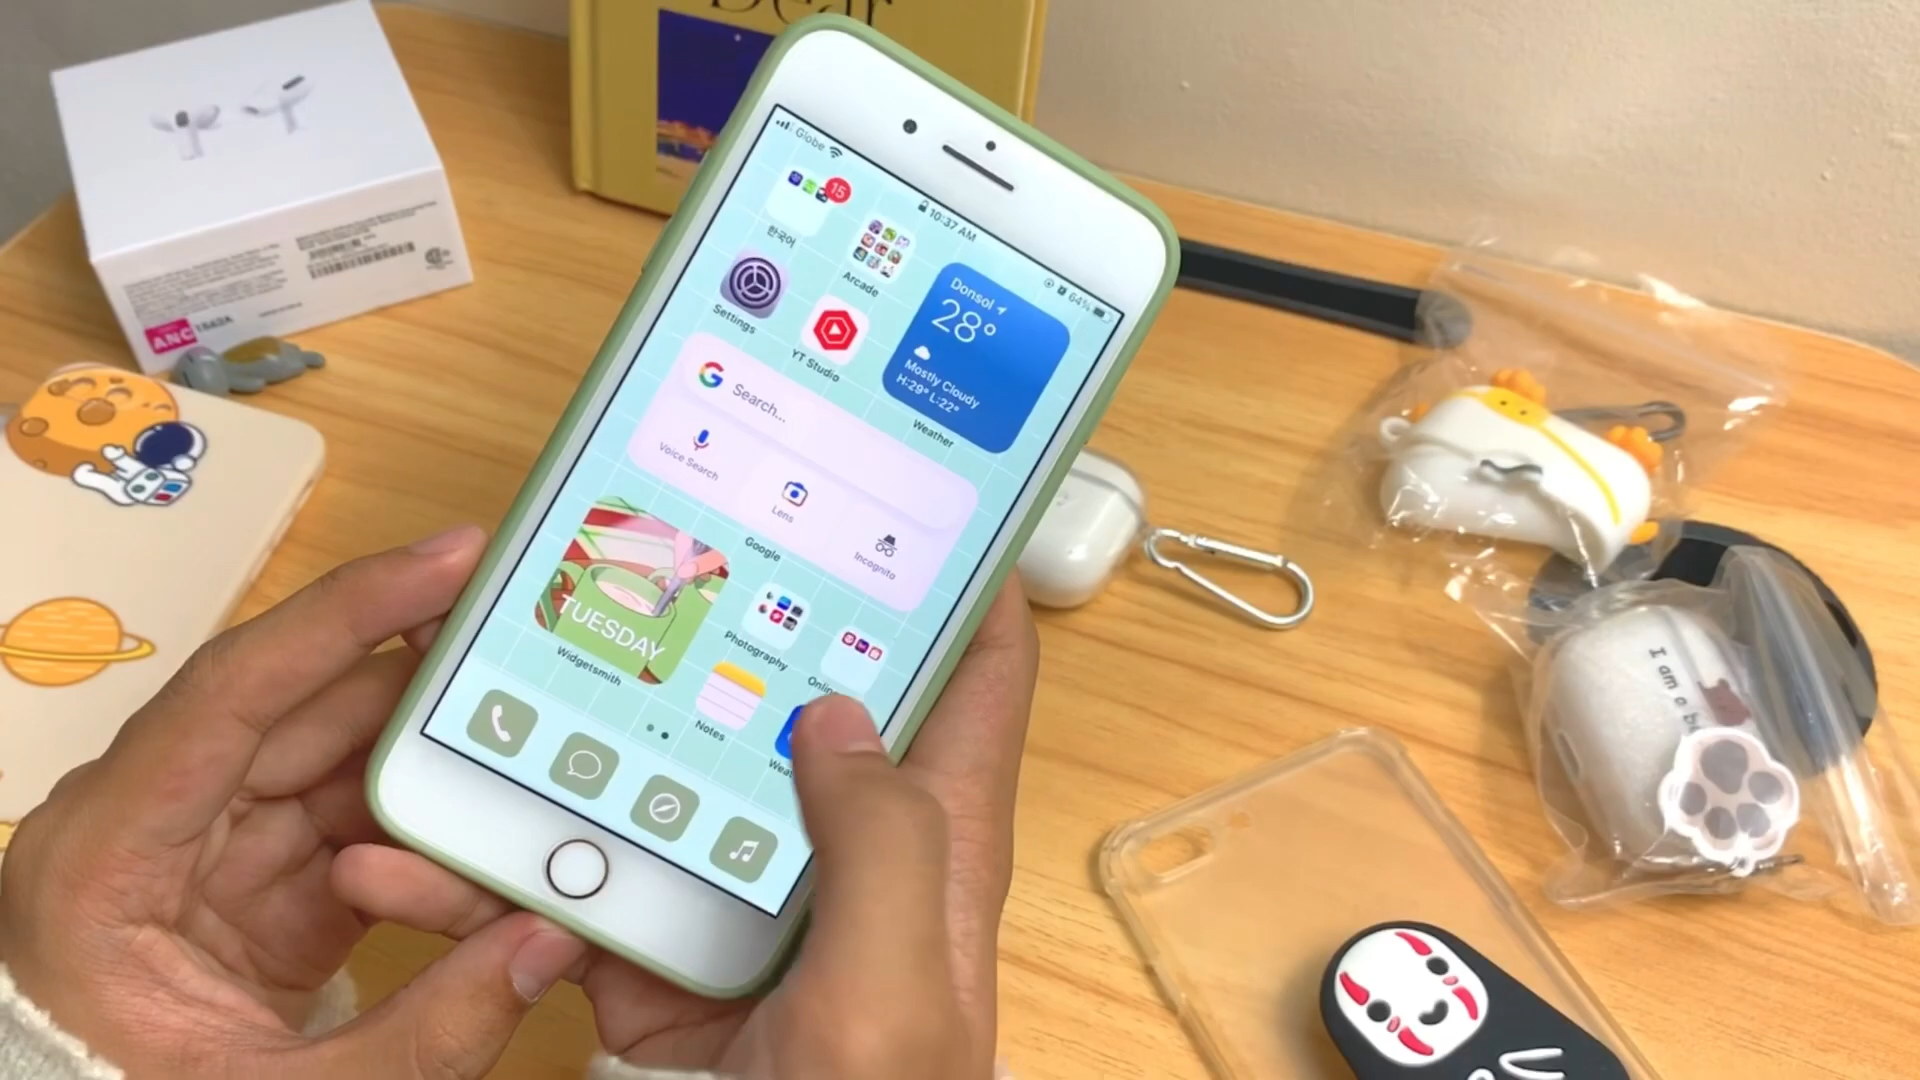 Dear
Globe
10:37 AM
64%
15
한국어
Arcade
Settings
YT Studio
Donsol
28°
Mostly Cloudy
H:29° L:22°
Weather
Search...
Voice Search
Lens
Incognito
Google
TUESDAY
Widgetsmith
Photography
Notes
ANC
I am a